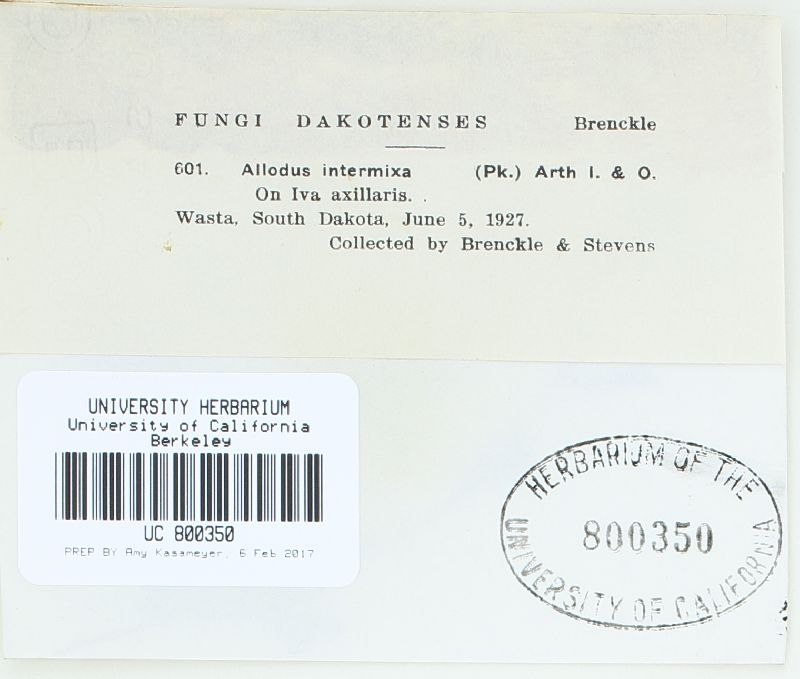 FUNGI DAKOTENSES Brenckle
601. Allodus intermixa (Pk.) Arth I. & O.
On Iva axillaris.
Wasta, South Dakota, June 5, 1927.
Collected by Brenckle & Stevens
UNIVERSITY HERBARIUM
University of California
Berkeley
UC 800350
PREP BY Amy Kasameyer, 6 Feb 2017
HERBARIUM OF THE
800350
UNIVERSITY OF CALIFORNIA